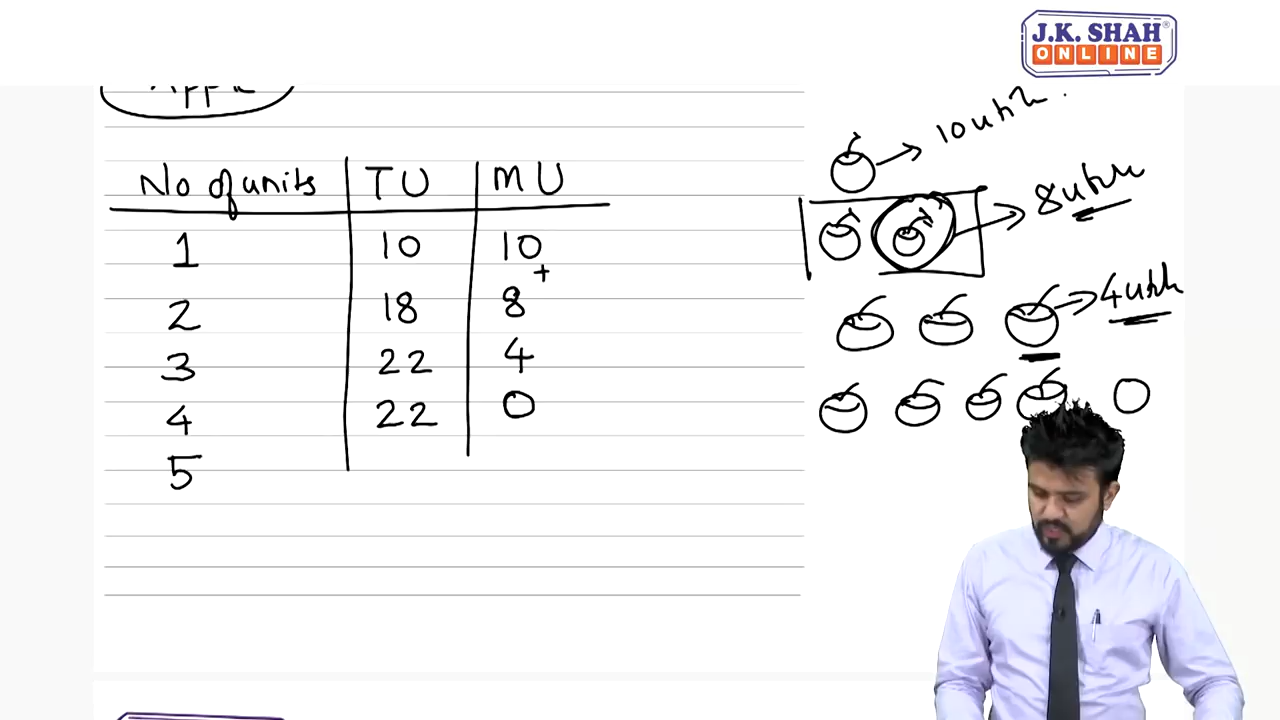 J.K. SHAH®
ONLINE
No of units TU MU
1 10 10
+
2 18 8
3 22 4
4 22 0
5
10 utils.
8 utils
4 utils